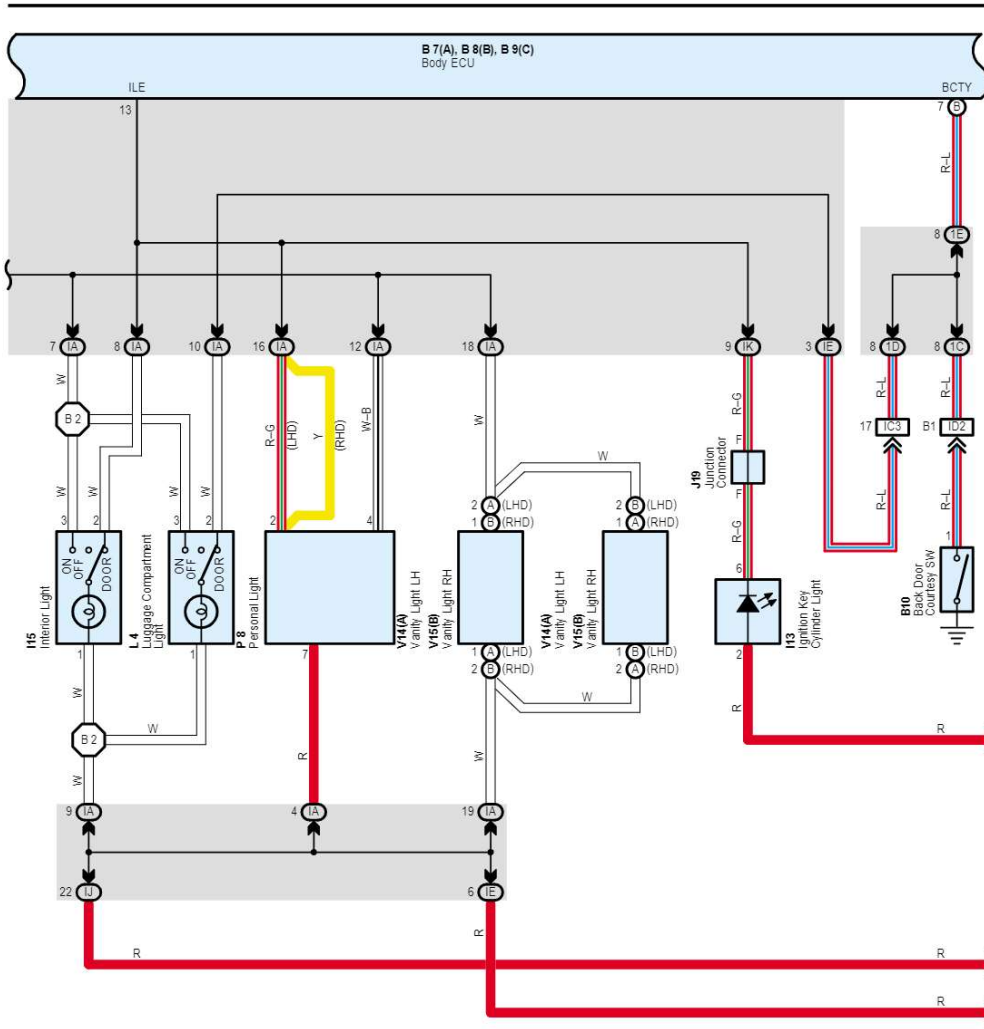 B 7(A), B 8(B), B 9(C)
Body ECU
ILE
BCTY
13
7 B
R–L
8 1E
7 IA
8 IA
10 IA
16 IA
12 IA
18 IA
9 IK
3 IE
8 1D
8 1C
W
R–G
(LHD)
Y
(RHD)
W–B
W
R–G
R–L
R–L
B 2
17 IC3
B1 ID2
F
J19
Junction
Connector
F
W
W
W
W
W
R–G
R–L
R–L
2 A (LHD)
1 B (RHD)
2 B (LHD)
1 A (RHD)
3
2
3
2
2
4
6
1
ON
OFF
DOOR
ON
OFF
DOOR
I15
Interior Light
L 4
Luggage Compartment
Light
P 8
Personal Light
V14(A)
Vanity Light LH
V15(B)
Vanity Light RH
V14(A)
Vanity Light LH
V15(B)
Vanity Light RH
I13
Ignition Key
Cylinder Light
B10
Back Door
Courtesy SW
1
1
7
1 A (LHD)
2 B (RHD)
1 B (LHD)
2 A (RHD)
2
W
W
W
R
R
R
B 2
W
R
W
9 IA
4 IA
19 IA
22 IJ
6 IE
R
R
R
R